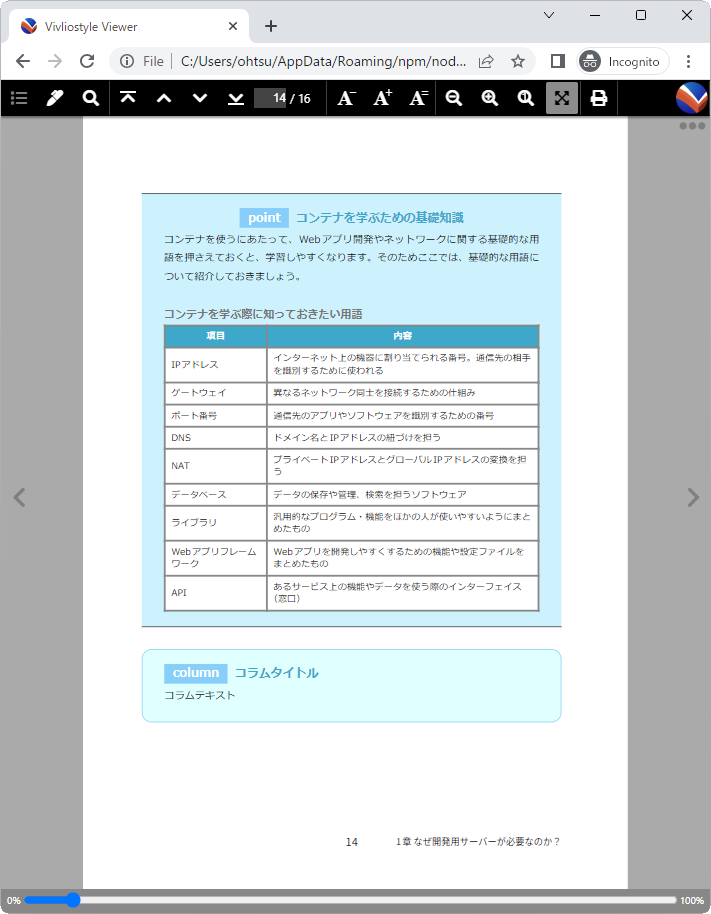 Vivliostyle Viewer
File
C:/Users/ohtsu/AppData/Roaming/npm/nod...
Incognito
14 / 16
A-
A+
A=
point コンテナを学ぶための基礎知識
コンテナを使うにあたって、Webアプリ開発やネットワークに関する基礎的な用
語を押さえておくと、学習しやすくなります。そのためここでは、基礎的な用語に
ついて紹介しておきましょう。
コンテナを学ぶ際に知っておきたい用語
項目 内容
IPアドレス インターネット上の機器に割り当てられる番号。通信先の相手
を識別するために使われる
ゲートウェイ 異なるネットワーク同士を接続するための仕組み
ポート番号 通信先のアプリやソフトウェアを識別するための番号
DNS ドメイン名とIPアドレスの紐づけを担う
NAT プライベートIPアドレスとグローバルIPアドレスの変換を担
う
データベース データの保存や管理、検索を担うソフトウェア
ライブラリ 汎用的なプログラム・機能をほかの人が使いやすいようにまと
めたもの
Webアプリフレーム Webアプリを開発しやすくするための機能や設定ファイルを
ワーク まとめたもの
API あるサービス上の機能やデータを使う際のインターフェイス
（窓口）
column コラムタイトル
コラムテキスト
14 1章 なぜ開発用サーバーが必要なのか？
0% 100%